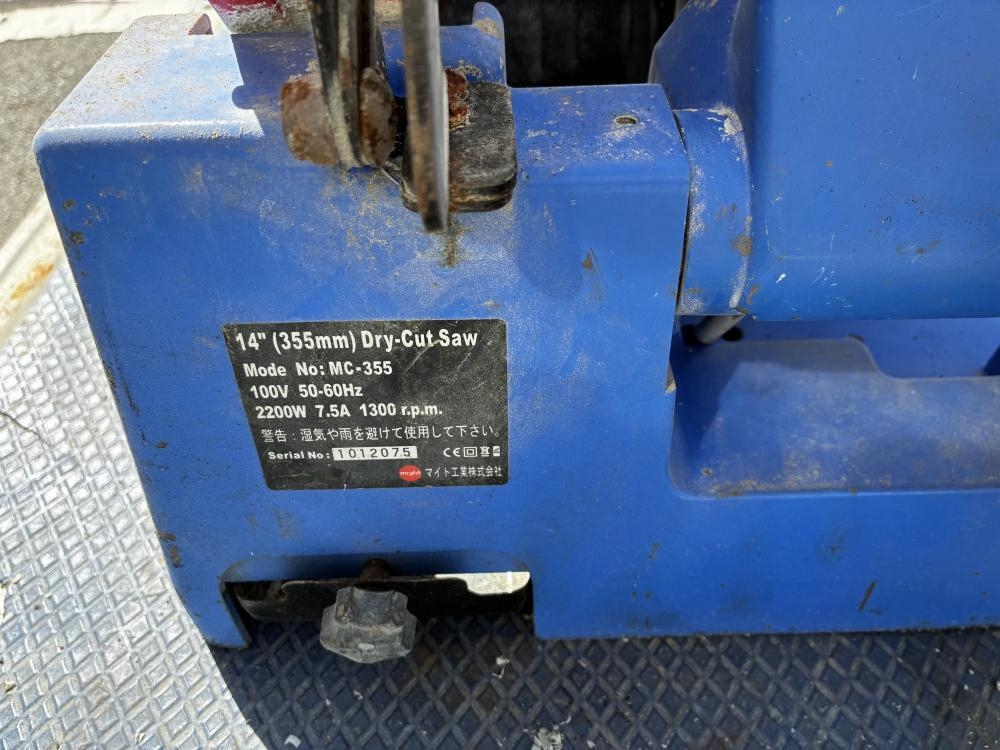 14" (355mm) Dry-Cut Saw
Mode No: MC-355
100V 50-60Hz
2200W 7.5A 1300 r.p.m.
警告：湿気や雨を避けて使用して下さい。
Serial No: 1012075 CE
might マイト工業株式会社